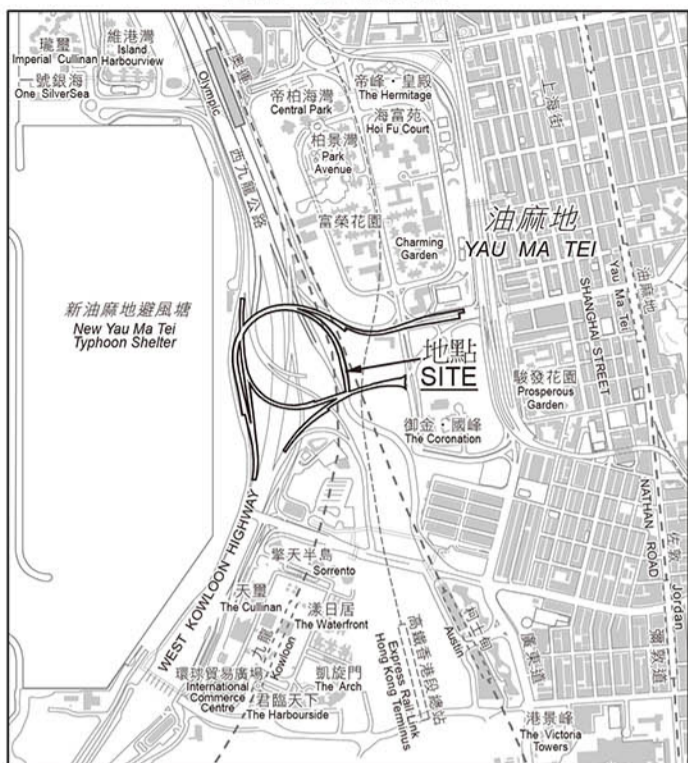 瓏璽
Imperial Cullinan
維港灣
Island
Harbourview
一號銀海
One SilverSea
奧運
Olympic
帝柏海灣
Central Park
帝峰・皇殿
The Hermitage
海富苑
Hoi Fu Court
柏景灣
Park
Avenue
上海街
西九龍公路
富榮花園
Charming
Garden
油麻地
YAU MA TEI
油麻地
Yau Ma Tei
SHANGHAI STREET
新油麻地避風塘
New Yau Ma Tei
Typhoon Shelter
地點
SITE
駿發花園
Prosperous
Garden
御金・國峰
The Coronation
WEST KOWLOON HIGHWAY
NATHAN ROAD
擎天半島
Sorrento
天璽
The Cullinan
漾日居
The Waterfront
九龍
Kowloon
環球貿易廣場
International
Commerce
Centre
凱旋門
The Arch
君臨天下
The Harbourside
高鐵香港段總站
Express Rail Link
Hong Kong Terminus
柯士甸
Austin
廣東道
佐敦
Jordan
彌敦道
港景峰
The Victoria
Towers